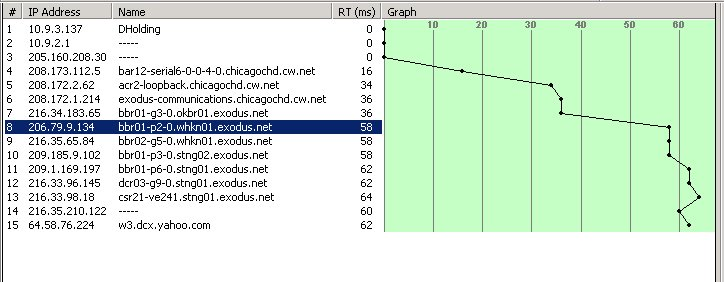 # IP Address Name RT (ms) Graph
10 20 30 40 50 60
1 10.9.3.137 DHolding 0
2 10.9.2.1 ----- 0
3 205.160.208.30 ----- 0
4 208.173.112.5 bar12-serial6-0-0-4-0.chicagochd.cw.net 16
5 208.172.2.62 acr2-loopback.chicagochd.cw.net 34
6 208.172.1.214 exodus-communications.chicagochd.cw.net 36
7 216.34.183.65 bbr01-g3-0.okbr01.exodus.net 36
8 206.79.9.134 bbr01-p2-0.whkn01.exodus.net 58
9 216.35.65.84 bbr02-g5-0.whkn01.exodus.net 58
10 209.185.9.102 bbr01-p3-0.stng02.exodus.net 58
11 209.1.169.197 bbr01-p6-0.stng01.exodus.net 62
12 216.33.96.145 dcr03-g9-0.stng01.exodus.net 62
13 216.33.98.18 csr21-ve241.stng01.exodus.net 64
14 216.35.210.122 ----- 60
15 64.58.76.224 w3.dcx.yahoo.com 62